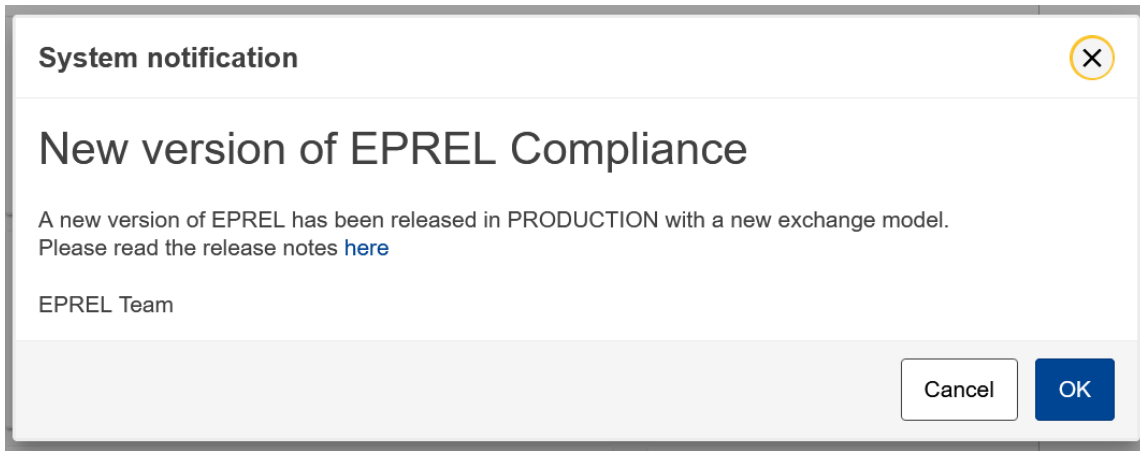 System notification
New version of EPREL Compliance
A new version of EPREL has been released in PRODUCTION with a new exchange model.
Please read the release notes here
EPREL Team
Cancel
OK